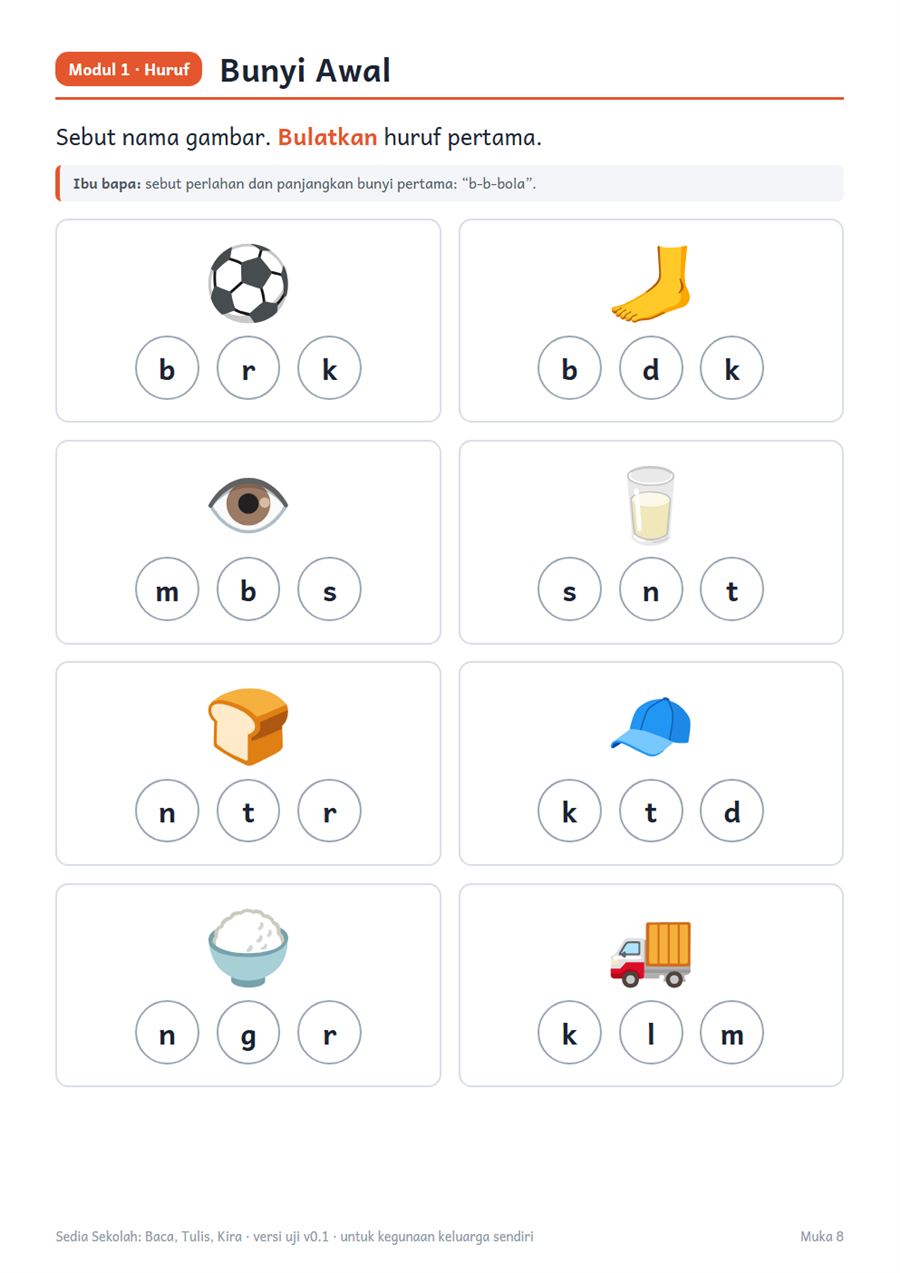 Modul 1 · Huruf Bunyi Awal
Sebut nama gambar. Bulatkan huruf pertama.
Ibu bapa: sebut perlahan dan panjangkan bunyi pertama: “b-b-bola”.
b r k
b d k
m b s
s n t
n t r
k t d
n g r
k l m
Sedia Sekolah: Baca, Tulis, Kira · versi uji v0.1 · untuk kegunaan keluarga sendiri
Muka 8